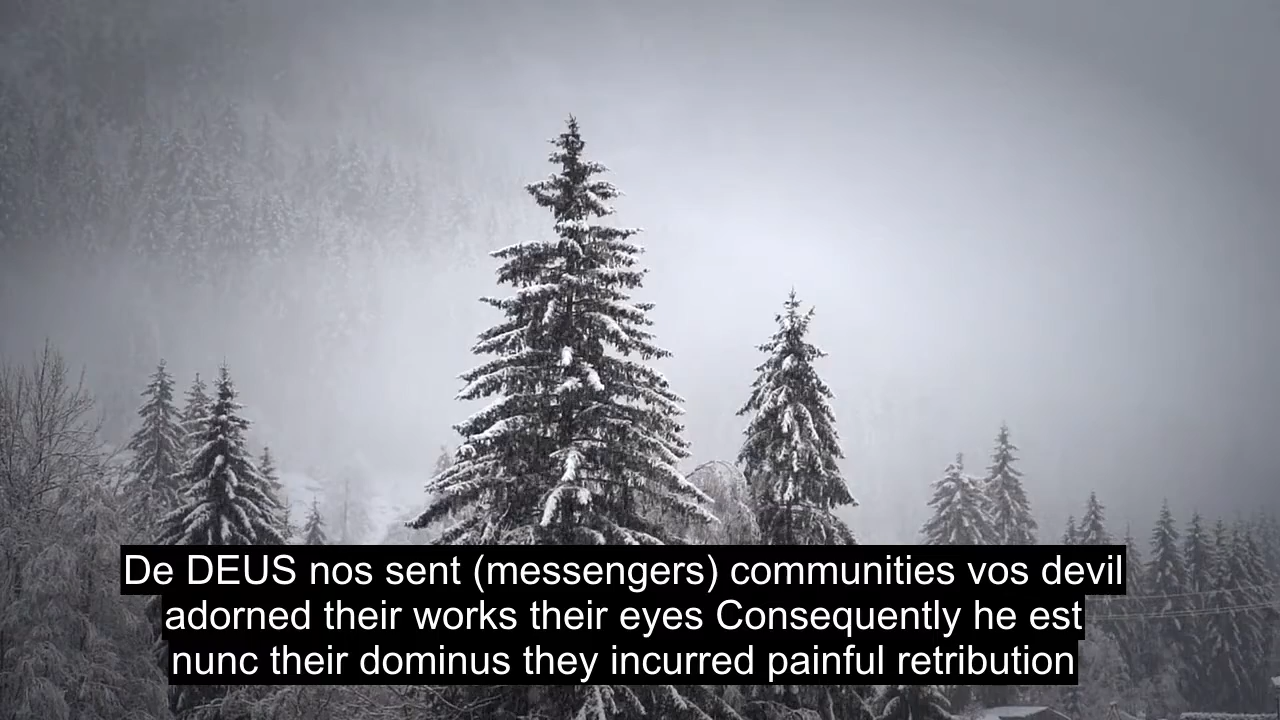 De DEUS nos sent (messengers) communities vos devil
adorned their works their eyes Consequently he est
nunc their dominus they incurred painful retribution